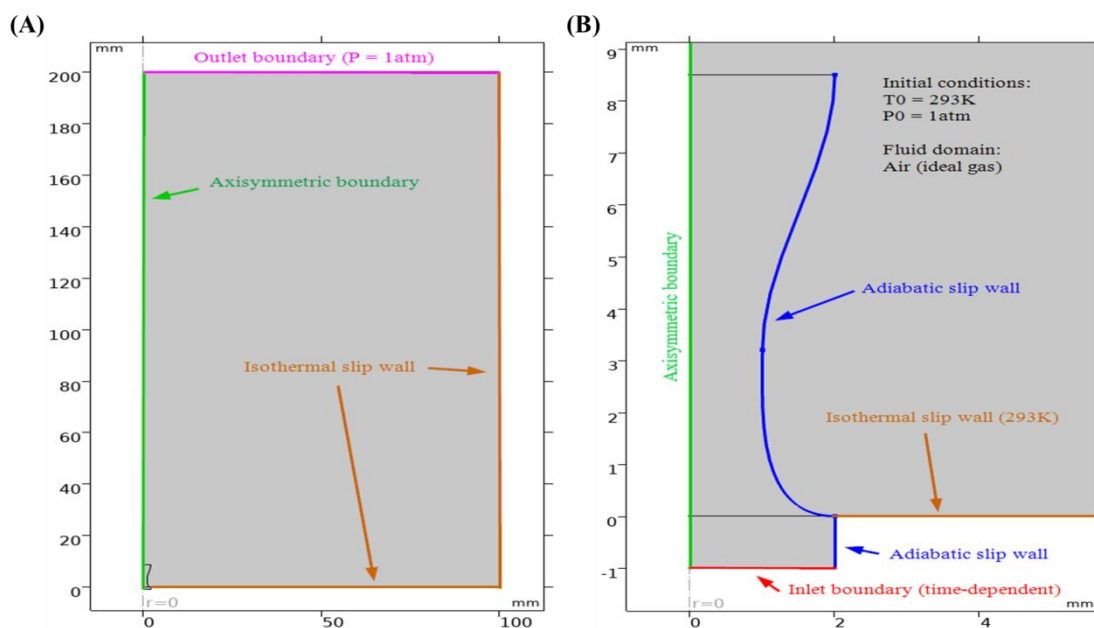 (A)
mm
Outlet boundary (P = 1atm)
200
180
160
140
120
100
80
60
40
20
0
Axisymmetric boundary
Isothermal slip wall
r=0
mm
0
50
100
(B)
mm
9
8
7
6
5
4
3
2
1
0
-1
Initial conditions:
T0 = 293K
P0 = 1atm
Fluid domain:
Air (ideal gas)
Axisymmetric boundary
Adiabatic slip wall
Isothermal slip wall (293K)
Adiabatic slip wall
Inlet boundary (time-dependent)
r=0
mm
0
2
4